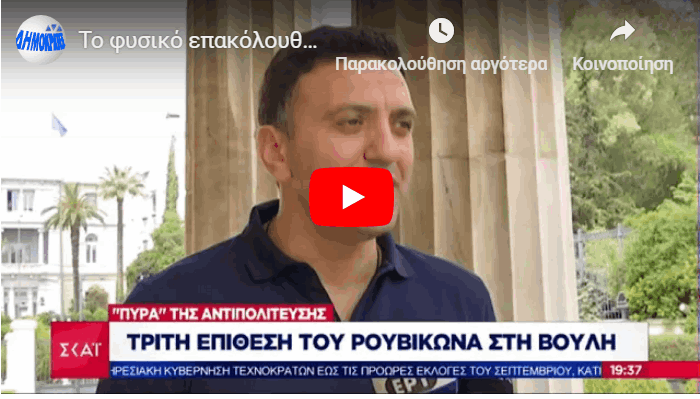 ΔΗΜΟΚΡΑΤ
Το φυσικό επακόλουθ...
Παρακολούθηση αργότερα
Κοινοποίηση
"ΠΥΡΑ" ΤΗΣ ΑΝΤΙΠΟΛΙΤΕΥΣΗΣ
ΣΚΑΪ
ΤΡΙΤΗ ΕΠΙΘΕΣΗ ΤΟΥ ΡΟΥΒΙΚΩΝΑ ΣΤΗ ΒΟΥΛΗ
ΕΡΤ
ΗΡΕΣΙΑΚΗ ΚΥΒΕΡΝΗΣΗ ΤΕΧΝΟΚΡΑΤΩΝ ΕΩΣ ΤΙΣ ΠΡΟΩΡΕΣ ΕΚΛΟΓΕΣ ΤΟΥ ΣΕΠΤΕΜΒΡΙΟΥ, ΚΑΤΙ
19:37